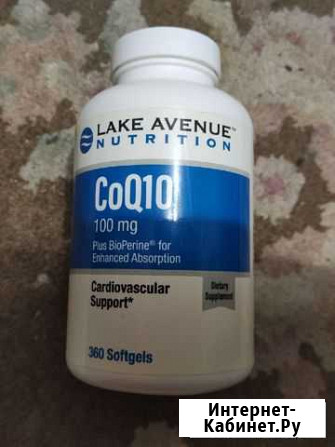 LAKE AVENUE™
NUTRITION
CoQ10
100 mg
Plus BioPerine® for
Enhanced Absorption
Cardiovascular
Support*
Dietary
Supplement
360 Softgels
Интернет-
Кабинет.Ру